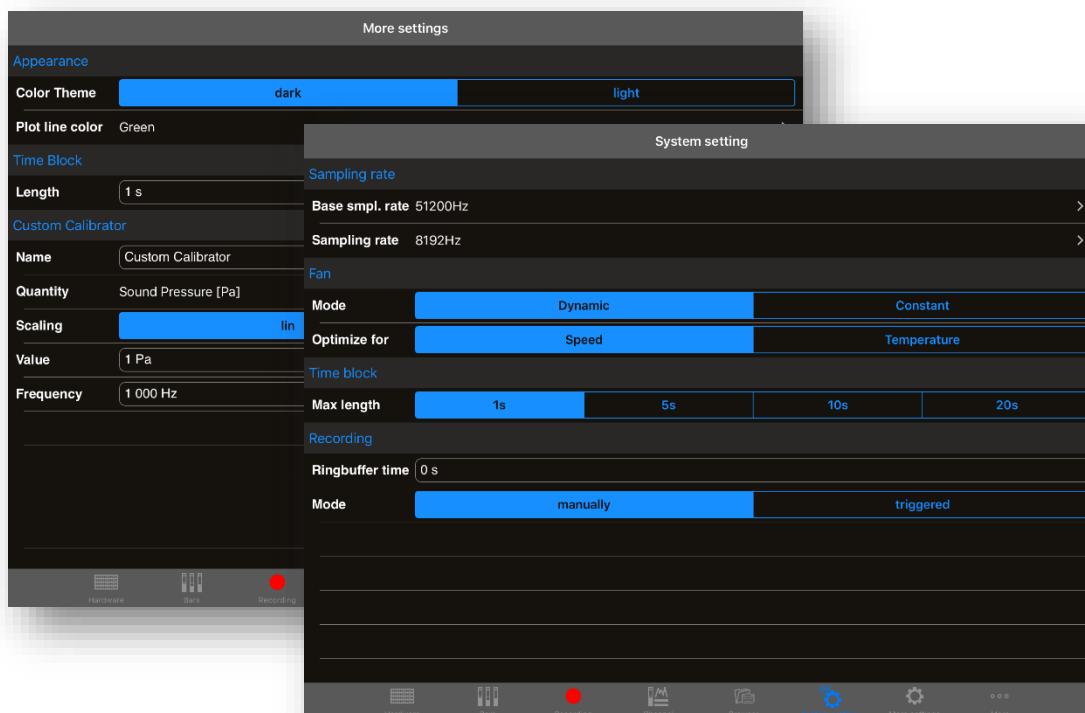 More settings
Appearance
Color Theme dark light
Plot line color Green
Time Block
Length 1 s
Custom Calibrator
Name Custom Calibrator
Quantity Sound Pressure [Pa]
Scaling lin
Value 1 Pa
Frequency 1 000 Hz
Hardware Bars Recording
System setting
Sampling rate
Base smpl. rate 51200Hz
Sampling rate 8192Hz
Fan
Mode Dynamic Constant
Optimize for Speed Temperature
Time block
Max length 1s 5s 10s 20s
Recording
Ringbuffer time 0 s
Mode manually triggered